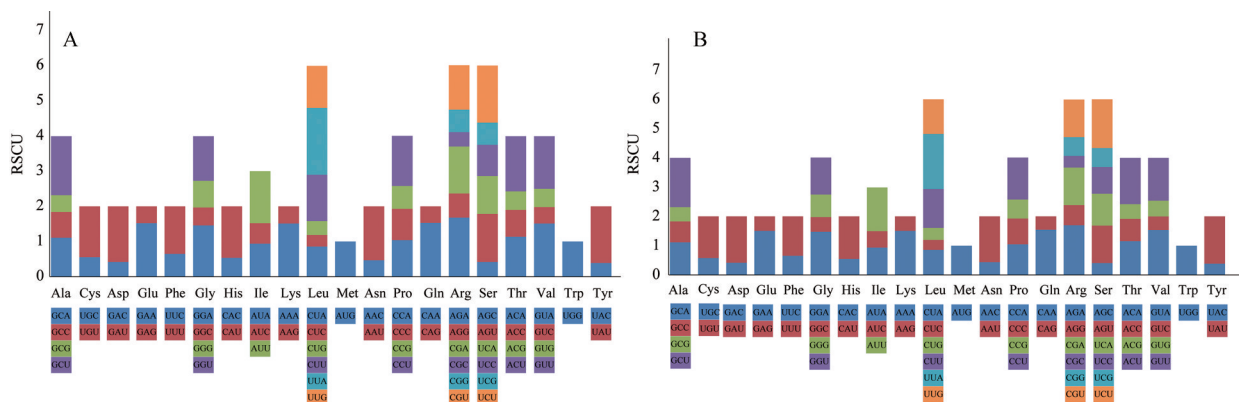 A
RSCU
7
6
5
4
3
2
1
0
Ala Cys Asp Glu Phe Gly His Ile Lys Leu Met Asn Pro Gln Arg Ser Thr Val Trp Tyr
GCA UGC GAC GAA UUC GGA CAC AUA AAA CUA AUG AAC CCA CAA AGA AGC ACA GUA UGG UAC
GCC UGU GAU GAG UUU GGC CAU AUC AAG CUC AAU CCC CAG AGG UCA ACC GUC UAU
GCG GGG AUU CUG CCG CGA UCA ACG GUG
GCU GGU CUU CCU CGC UCC ACU GUU
UUA CGG UCG
UUG CGU UCU
B
RSCU
7
6
5
4
3
2
1
0
Ala Cys Asp Glu Phe Gly His Ile Lys Leu Met Asn Pro Gln Arg Ser Thr Val Trp Tyr
GCA UGC GAC GAA UUC GGA CAC AUA AAA CUA AUG AAC CCA CAA AGA AGC ACA GUA UGG UAC
GCC UGU GAU GAG UUU GGC CAU AUC AAG CUC AAU CCC CAG AGG AGU ACC GUC UAU
GCG GGG AUU CUG CCG CGA UCA ACG GUG
GCU GGU CUU CCU CGC UCC ACU GUU
UUA CGG UCG
UUG CGU UCU